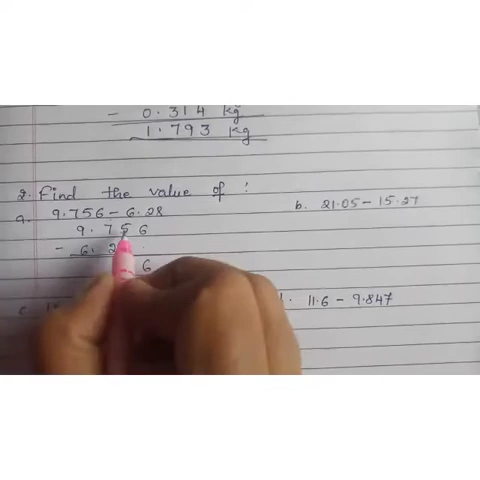 - 0.314 kg
1.793 kg
2. Find the value of :
a. 9.756 - 6.28
b. 21.05 - 15.27
9.756
- 6.2
6
c.
11.6 - 9.847